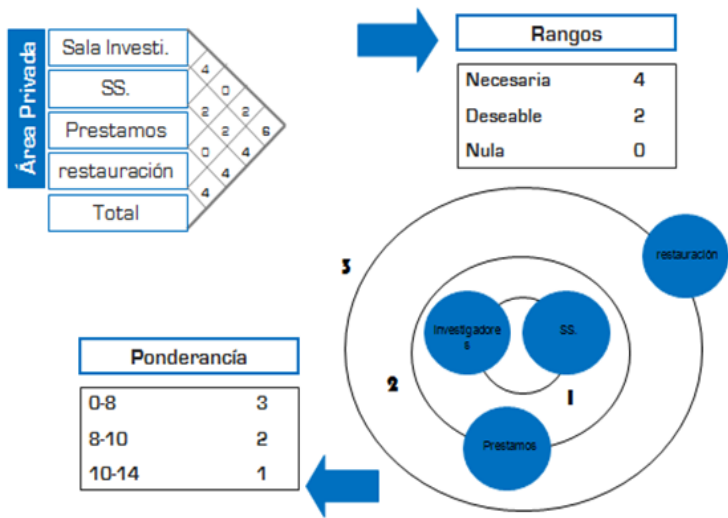 Área Privada
Sala Investi.
SS.
Prestamos
restauración
Total
4
0
2 2
2 6
0 4
4
4
Rangos
Necesaria 4
Deseable 2
Nula 0
3
restauración
Investigadore
s
SS.
2
1
Prestamos
Ponderancía
0-8 3
8-10 2
10-14 1